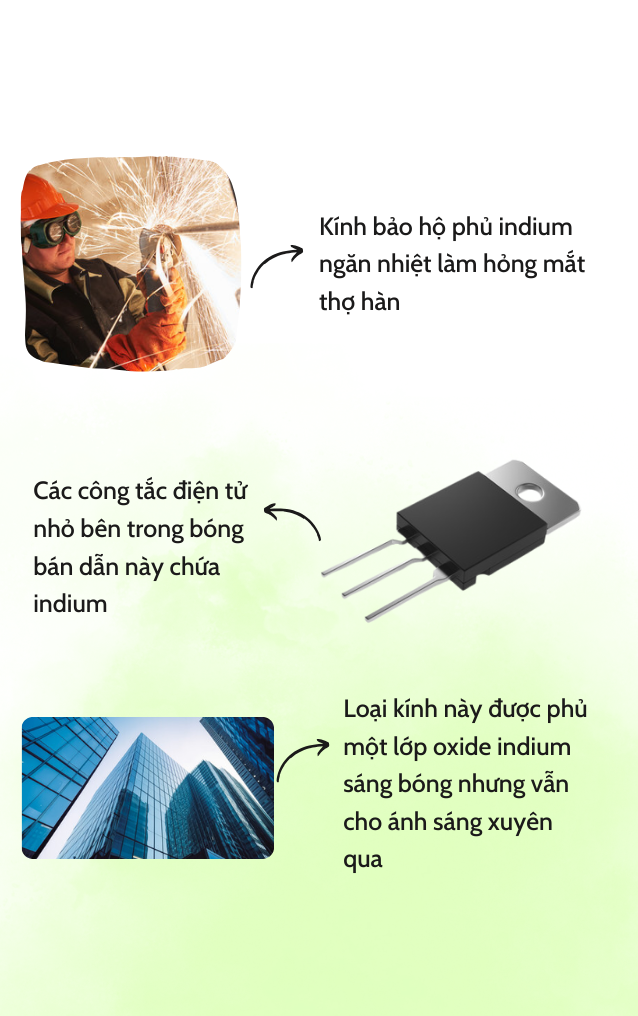 Kính bảo hộ phủ indium
ngăn nhiệt làm hỏng mắt
thợ hàn
Các công tắc điện tử
nhỏ bên trong bóng
bán dẫn này chứa
indium
Loại kính này được phủ
một lớp oxide indium
sáng bóng nhưng vẫn
cho ánh sáng xuyên
qua